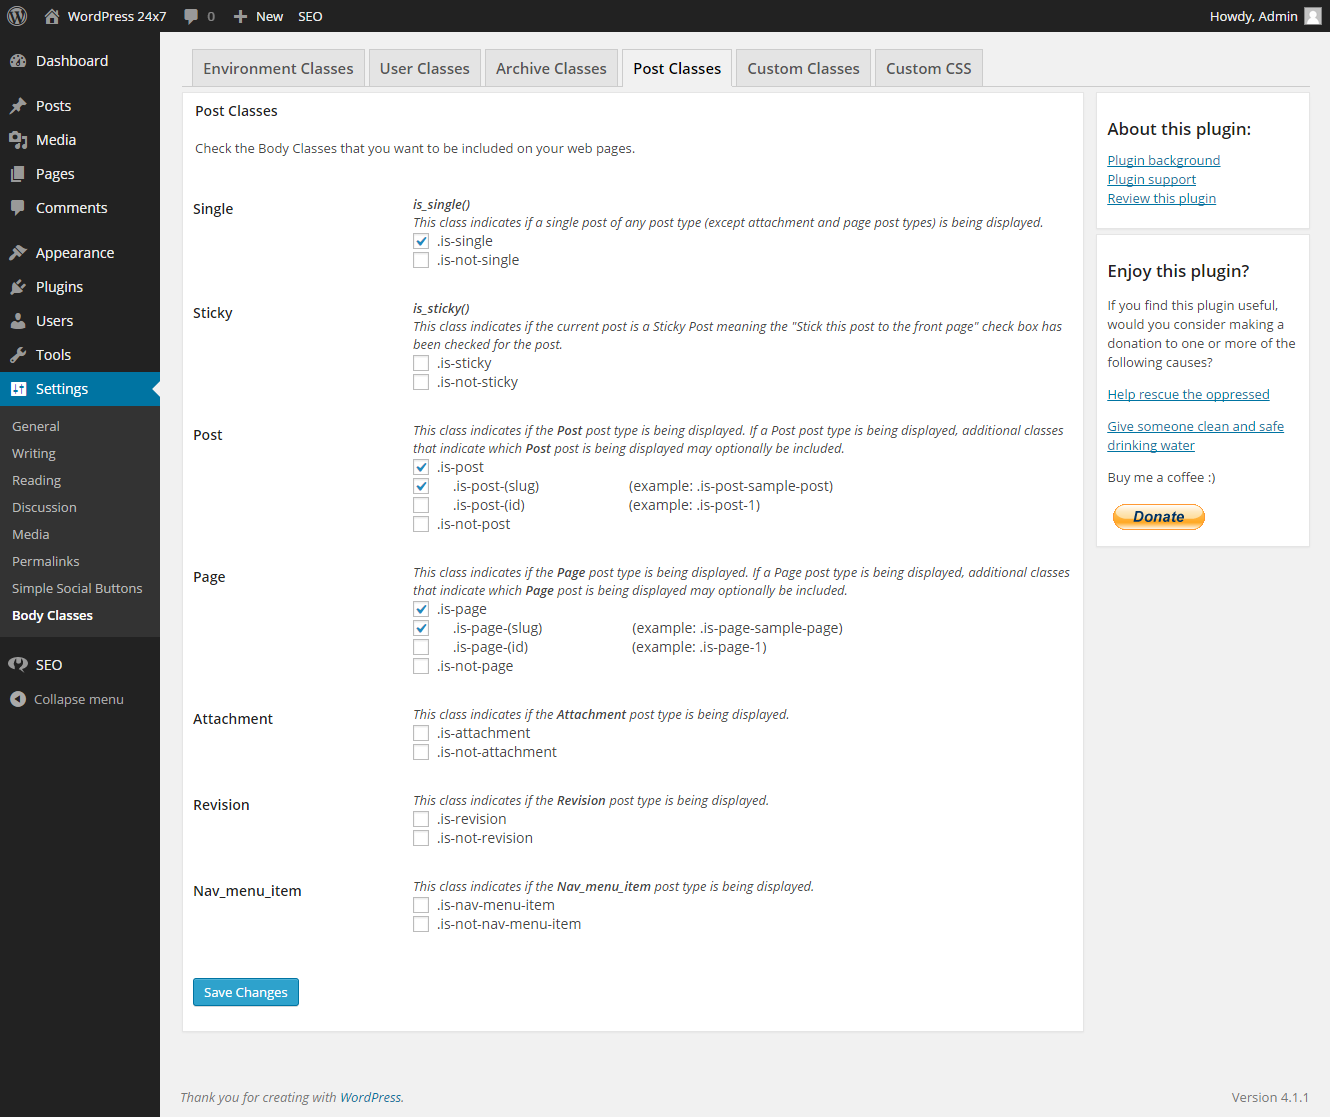 WordPress 24x7 0 New SEO Howdy, Admin
Dashboard
Posts
Media
Pages
Comments
Appearance
Plugins
Users
Tools
Settings
General
Writing
Reading
Discussion
Media
Permalinks
Simple Social Buttons
Body Classes
SEO
Collapse menu
Environment Classes User Classes Archive Classes Post Classes Custom Classes Custom CSS
Post Classes
Check the Body Classes that you want to be included on your web pages.
Single
is_single()
This class indicates if a single post of any post type (except attachment and page post types) is being displayed.
.is-single
.is-not-single
Sticky
is_sticky()
This class indicates if the current post is a Sticky Post meaning the "Stick this post to the front page" check box has
been checked for the post.
.is-sticky
.is-not-sticky
Post
This class indicates if the Post post type is being displayed. If a Post post type is being displayed, additional classes
that indicate which Post post is being displayed may optionally be included.
.is-post
.is-post-(slug) (example: .is-post-sample-post)
.is-post-(id) (example: .is-post-1)
.is-not-post
Page
This class indicates if the Page post type is being displayed. If a Page post type is being displayed, additional classes
that indicate which Page post is being displayed may optionally be included.
.is-page
.is-page-(slug) (example: .is-page-sample-page)
.is-page-(id) (example: .is-page-1)
.is-not-page
Attachment
This class indicates if the Attachment post type is being displayed.
.is-attachment
.is-not-attachment
Revision
This class indicates if the Revision post type is being displayed.
.is-revision
.is-not-revision
Nav_menu_item
This class indicates if the Nav_menu_item post type is being displayed.
.is-nav-menu-item
.is-not-nav-menu-item
Save Changes
About this plugin:
Plugin background
Plugin support
Review this plugin
Enjoy this plugin?
If you find this plugin useful,
would you consider making a
donation to one or more of the
following causes?
Help rescue the oppressed
Give someone clean and safe
drinking water
Buy me a coffee :)
Donate
Thank you for creating with WordPress.
Version 4.1.1